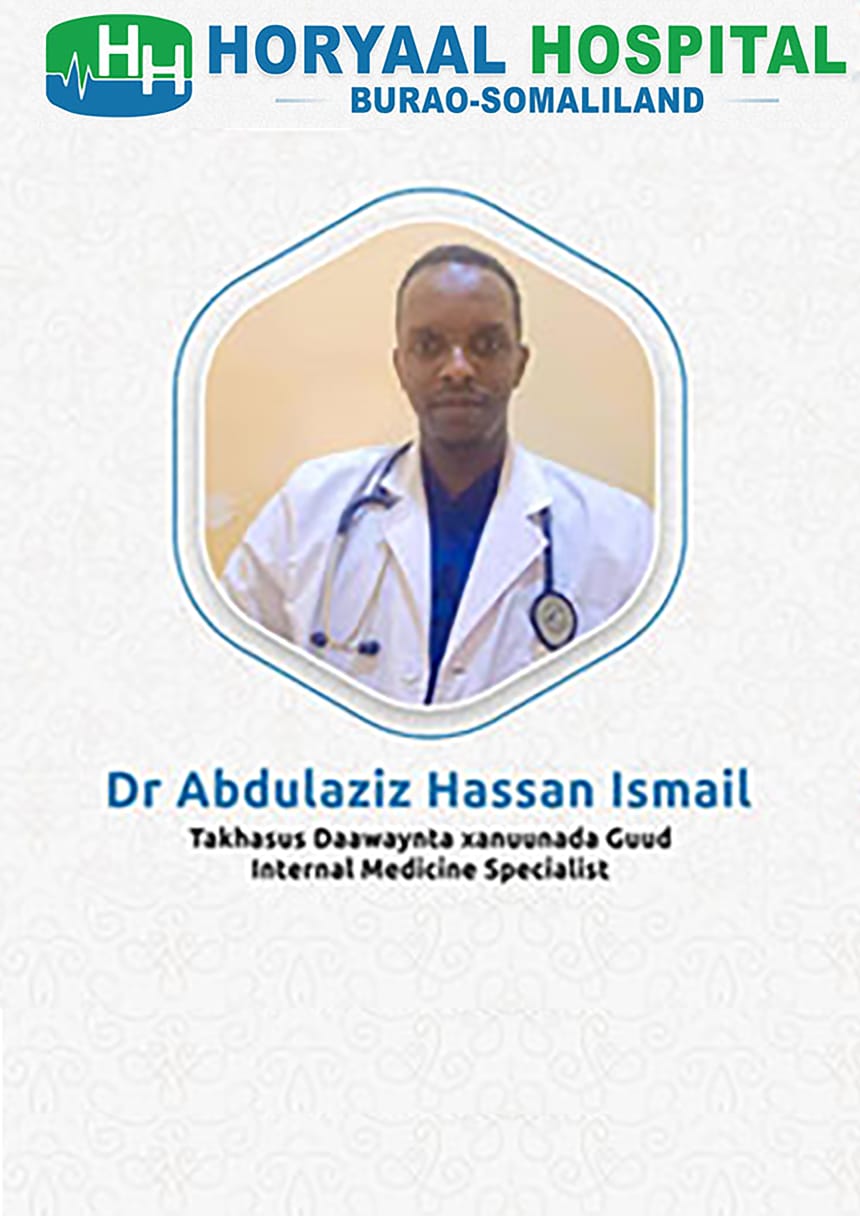 HH
HORYAAL HOSPITAL
BURAO-SOMALILAND
Dr Abdulaziz Hassan Ismail
Takhasus Daawaynta xanuunada Guud
Internal Medicine Specialist